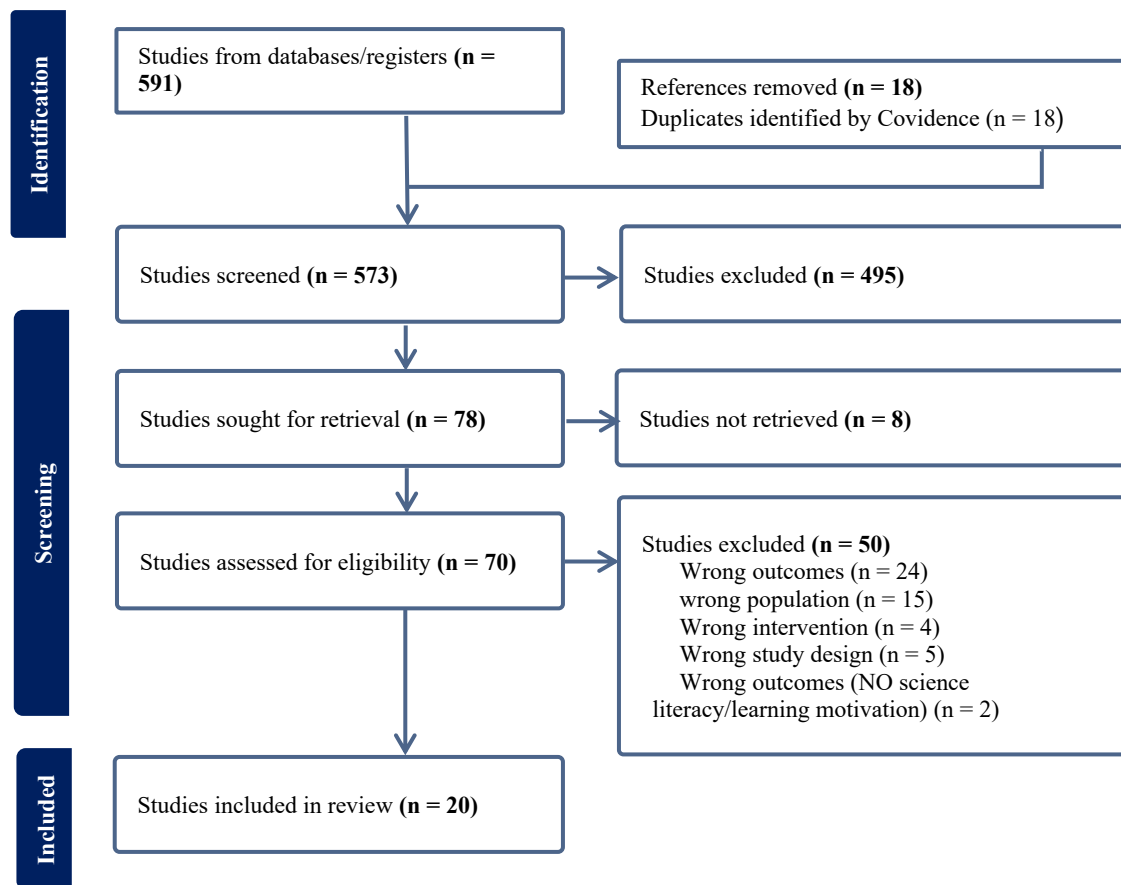 Identification
Studies from databases/registers (n =
591)
References removed (n = 18)
Duplicates identified by Covidence (n = 18)
Studies screened (n = 573)
Studies excluded (n = 495)
Screening
Studies sought for retrieval (n = 78)
Studies not retrieved (n = 8)
Studies assessed for eligibility (n = 70)
Studies excluded (n = 50)
Wrong outcomes (n = 24)
wrong population (n = 15)
Wrong intervention (n = 4)
Wrong study design (n = 5)
Wrong outcomes (NO science
literacy/learning motivation) (n = 2)
Included
Studies included in review (n = 20)